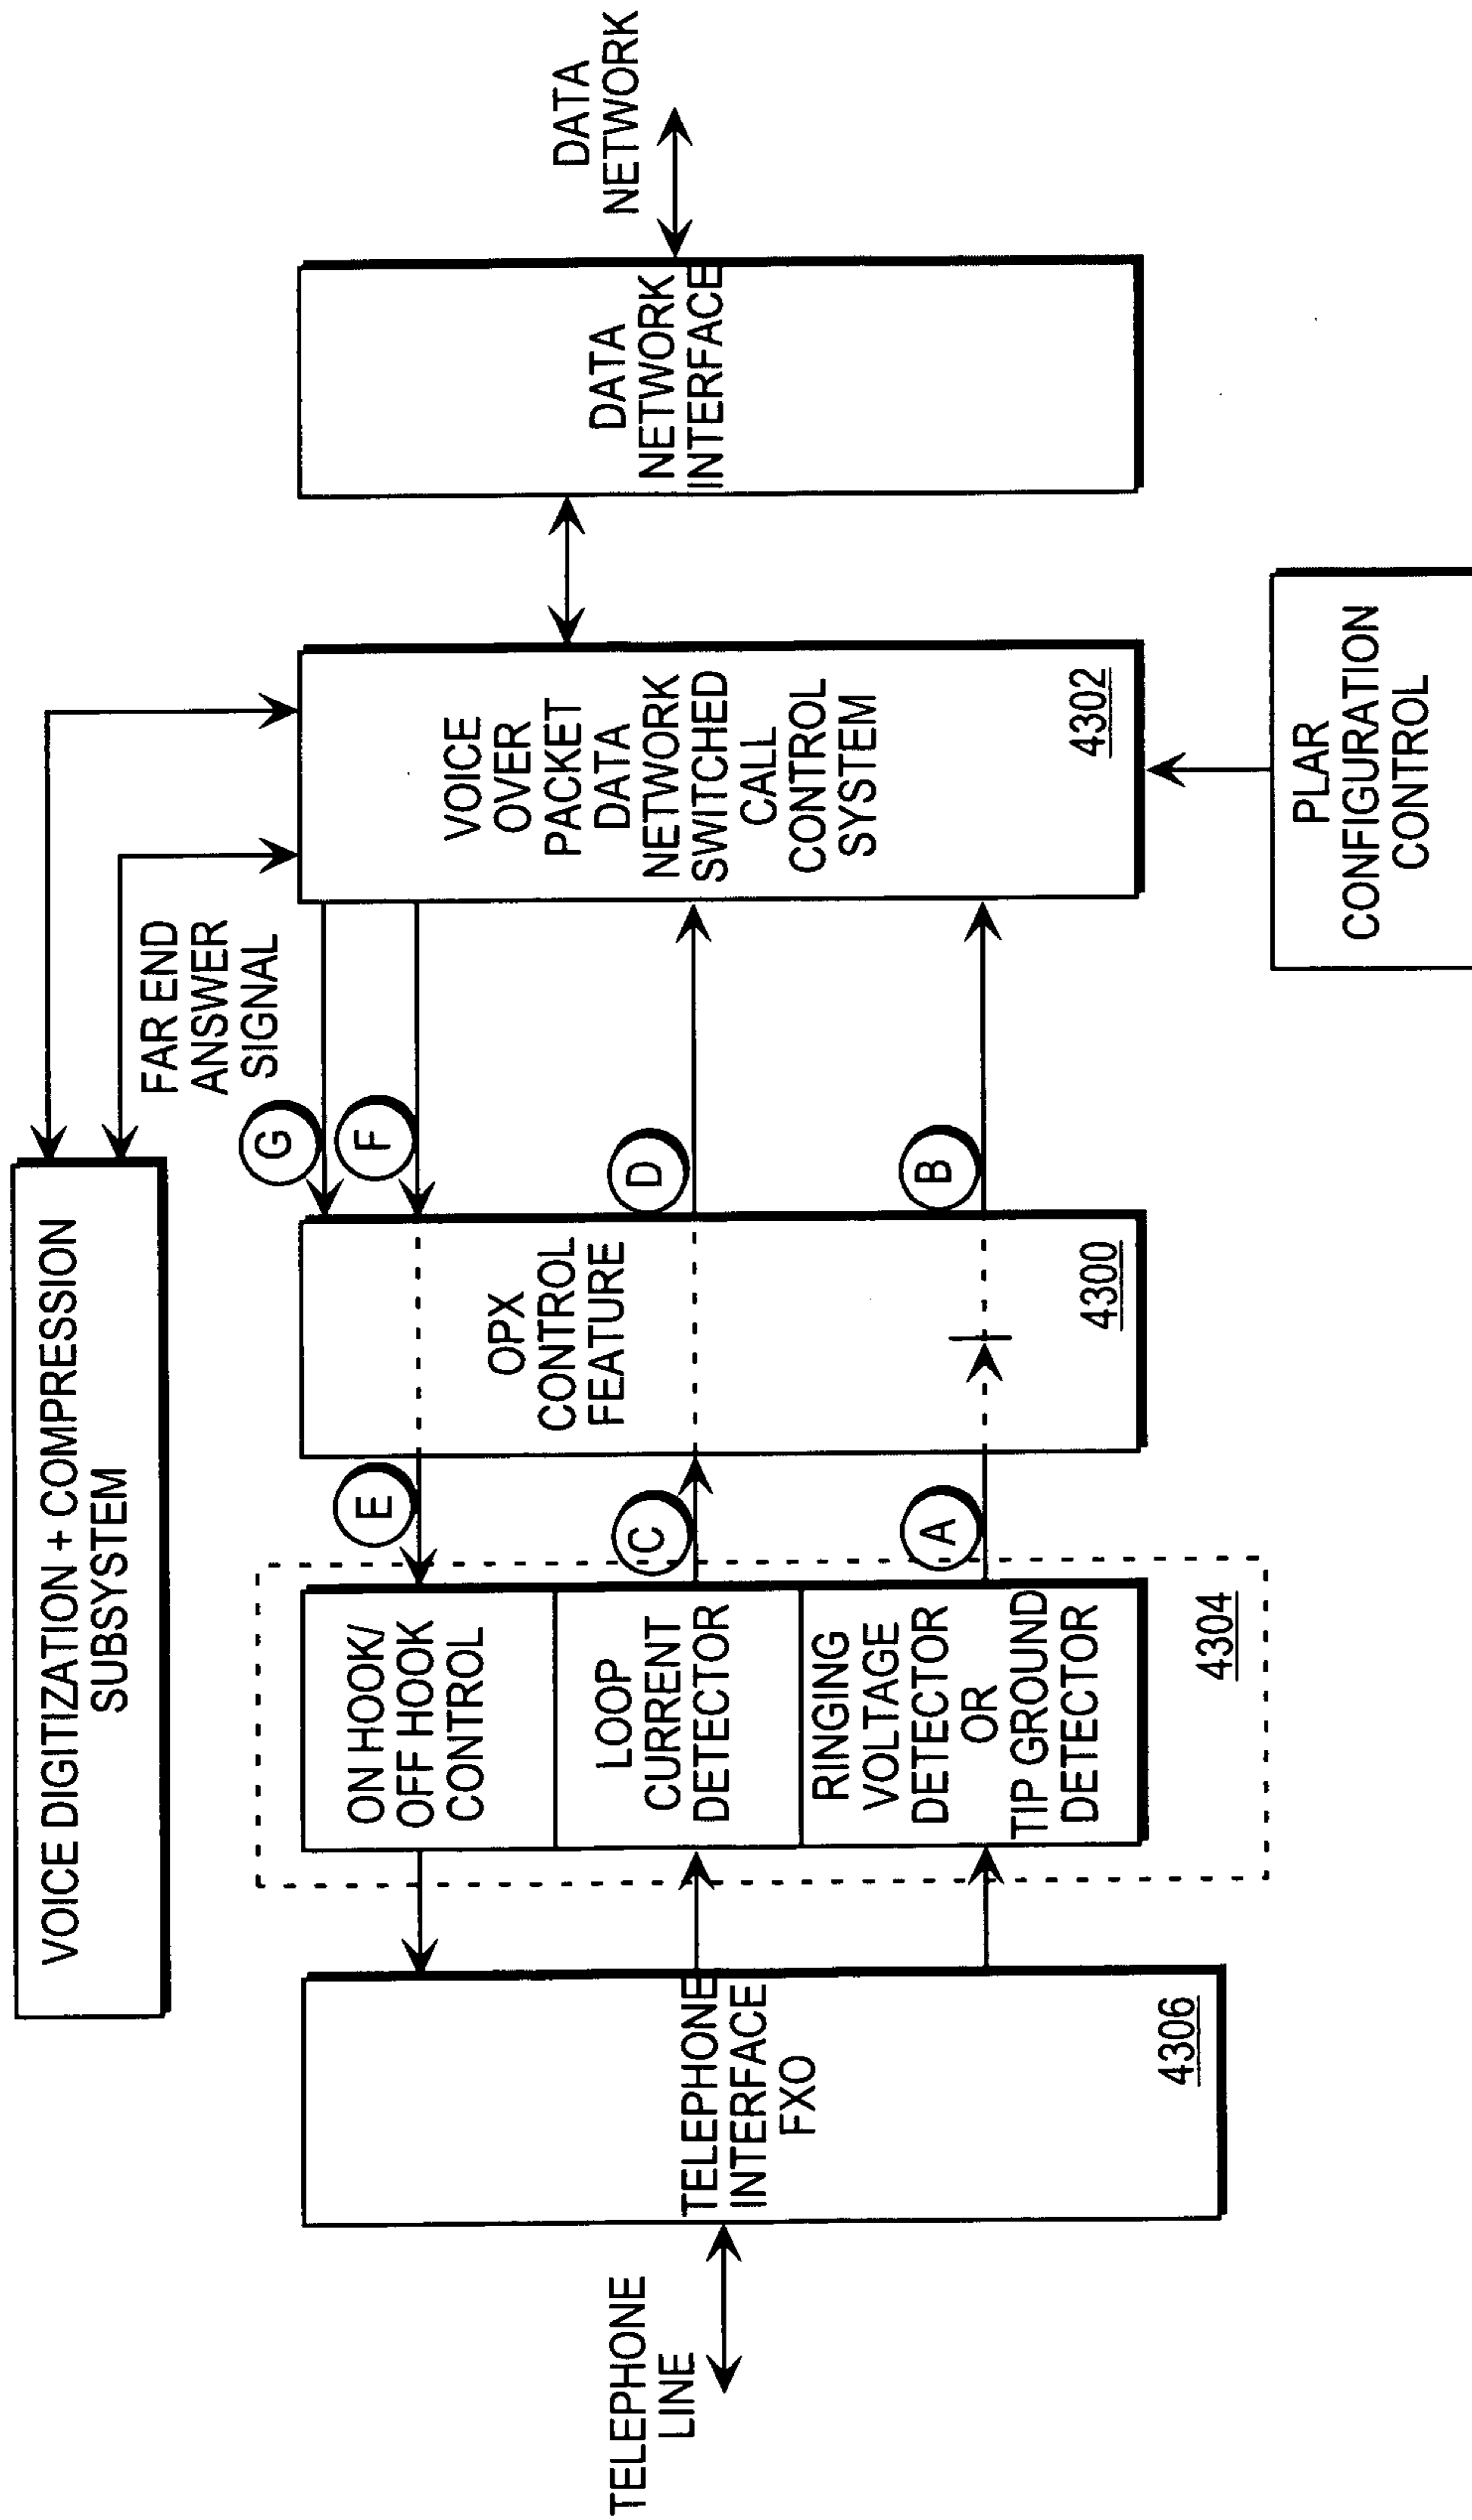 VOICE DIGITIZATION + COMPRESSION
SUBSYSTEM
FAR END
ANSWER
SIGNAL
TELEPHONE
LINE
TELEPHONE
INTERFACE
FXO
4306
ON HOOK/
OFF HOOK
CONTROL
LOOP
CURRENT
DETECTOR
RINGING
VOLTAGE
DETECTOR
OR
TIP GROUND
DETECTOR
4304
E
C
A
OPX
CONTROL
FEATURE
4300
G
F
D
B
VOICE
OVER
PACKET
DATA
NETWORK
SWITCHED
CALL
CONTROL
SYSTEM
4302
PLAR
CONFIGURATION
CONTROL
DATA
NETWORK
INTERFACE
DATA
NETWORK